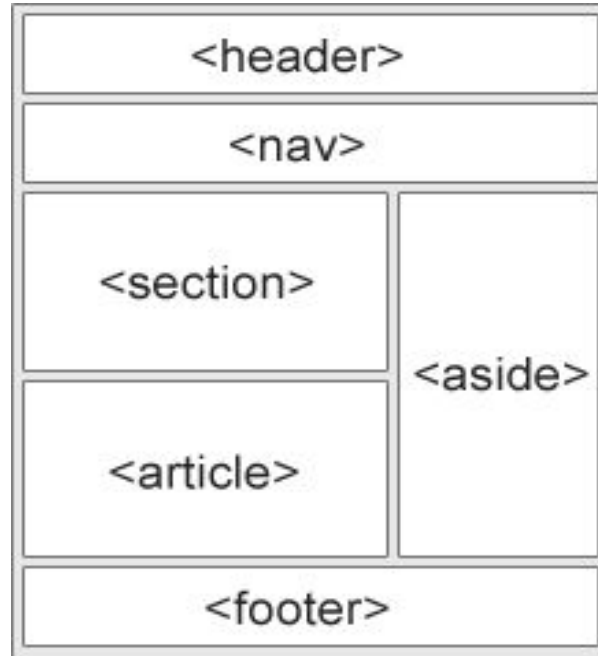 <header>
<nav>
<section>
<aside>
<article>
<footer>